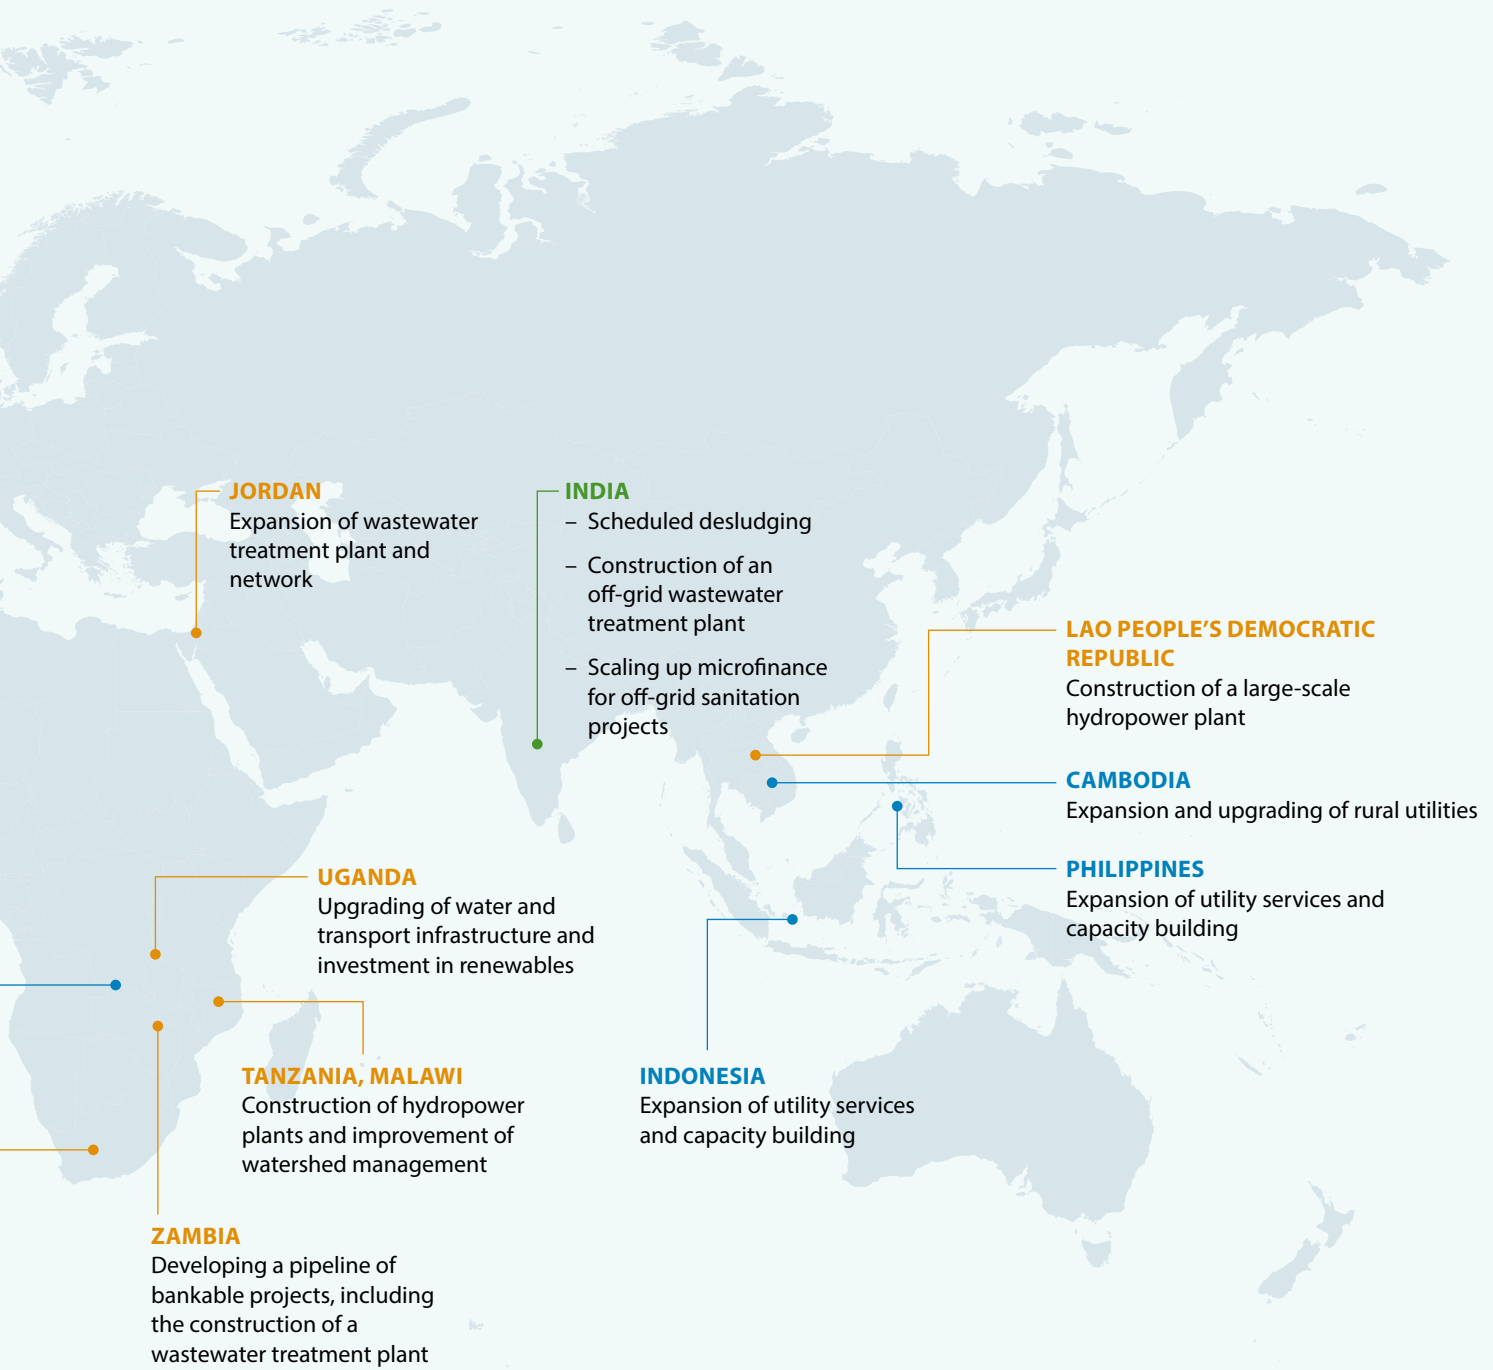 JORDAN
Expansion of wastewater
treatment plant and
network
INDIA
– Scheduled desludging
– Construction of an
off-grid wastewater
treatment plant
– Scaling up microfinance
for off-grid sanitation
projects
LAO PEOPLE’S DEMOCRATIC
REPUBLIC
Construction of a large-scale
hydropower plant
CAMBODIA
Expansion and upgrading of rural utilities
PHILIPPINES
Expansion of utility services and
capacity building
UGANDA
Upgrading of water and
transport infrastructure and
investment in renewables
TANZANIA, MALAWI
Construction of hydropower
plants and improvement of
watershed management
INDONESIA
Expansion of utility services
and capacity building
ZAMBIA
Developing a pipeline of
bankable projects, including
the construction of a
wastewater treatment plant